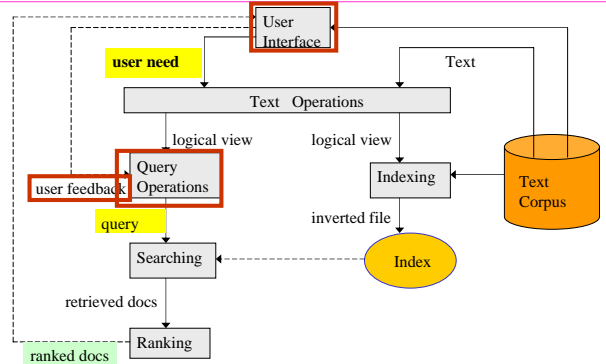 User
Interface
user need
Text
Text Operations
logical view
logical view
Query
Operations
Indexing
Text
Corpus
user feedback
inverted file
query
Searching
Index
retrieved docs
Ranking
ranked docs